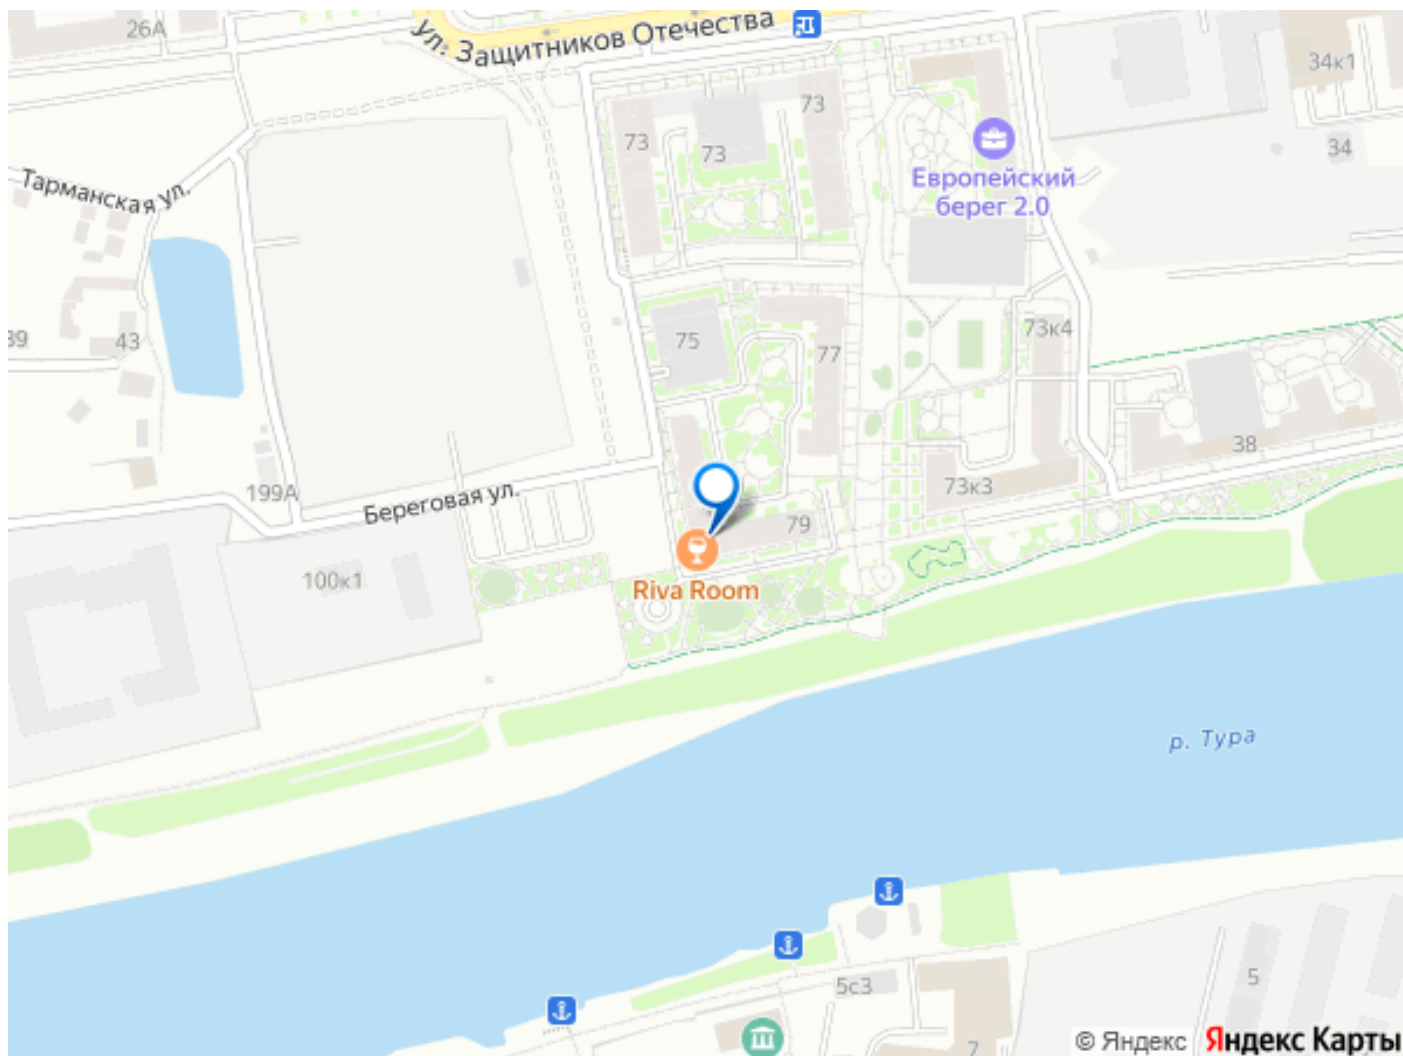 26А
ул. Защитников Отечества
34к1
73
73
73
34
Европейский
берег 2.0
Тарманская ул.
39
43
75
77
73к4
38
199А
Береговая ул.
73к3
79
100к1
Riva Room
р. Тура
5с3
5
7
© Яндекс Яндекс Карты